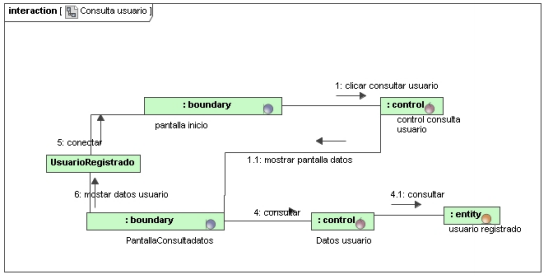 interaction [ Consulta usuario ]
1: clicar consultar usuario
: boundary
: control
pantalla inicio
control consulta
usuario
5: conectar
1.1: mostrar pantalla datos
UsuarioRegistrado
6: mostar datos usuario
4.1: consultar
4: consultar
: boundary
: control
: entity
PantallaConsultadatos
Datos usuario
usuario registrado